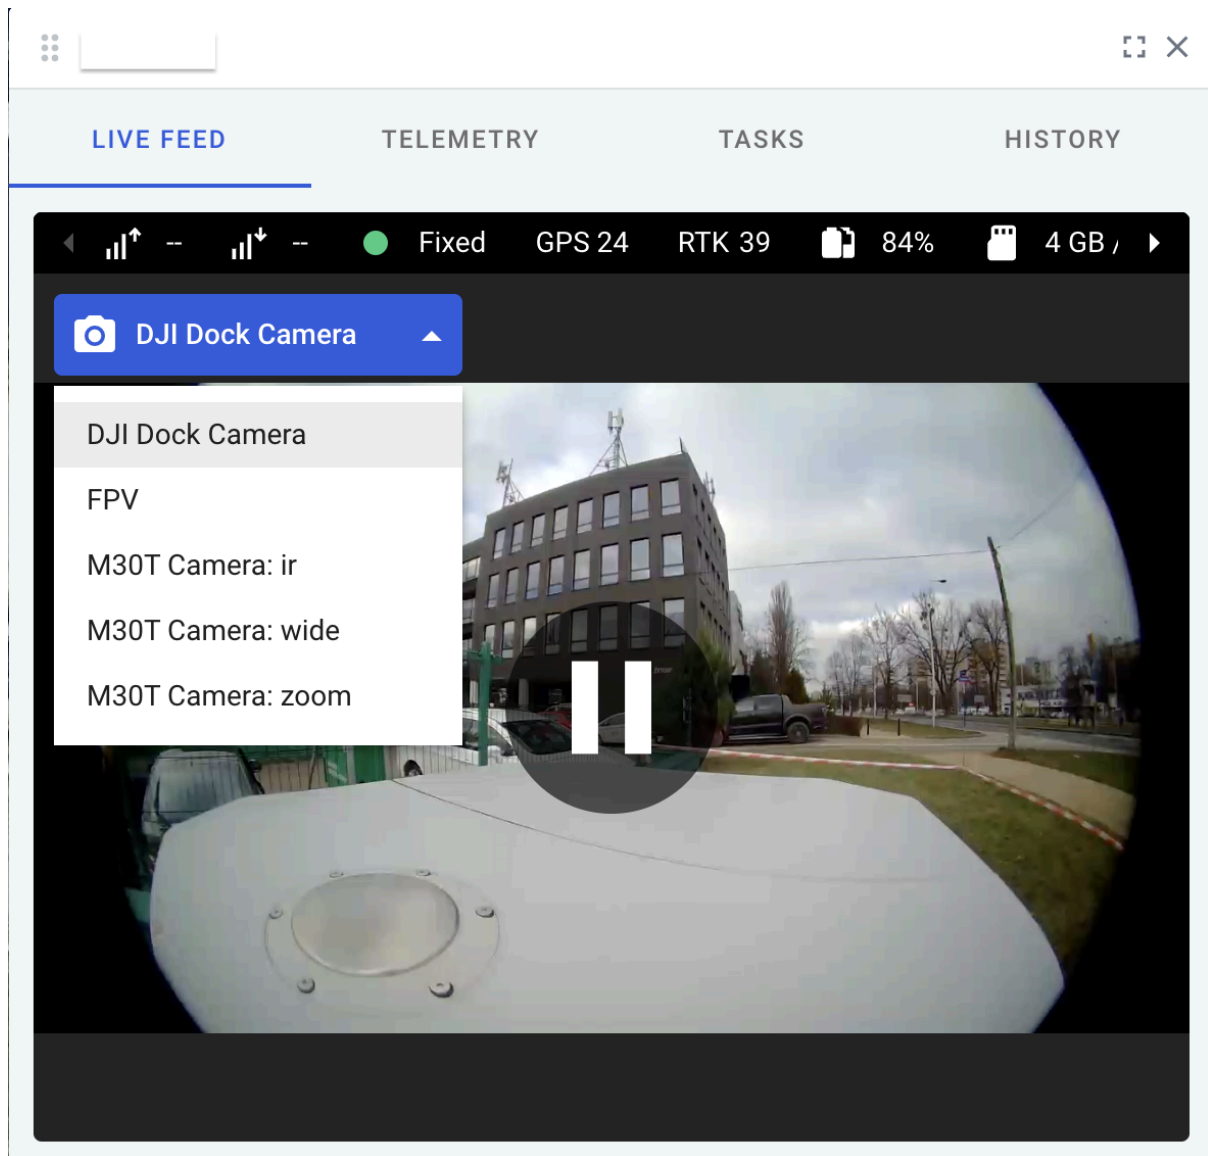 LIVE FEED TELEMETRY TASKS HISTORY
-- -- Fixed GPS 24 RTK 39 84% 4 GB /
DJI Dock Camera
DJI Dock Camera
FPV
M30T Camera: ir
M30T Camera: wide
M30T Camera: zoom